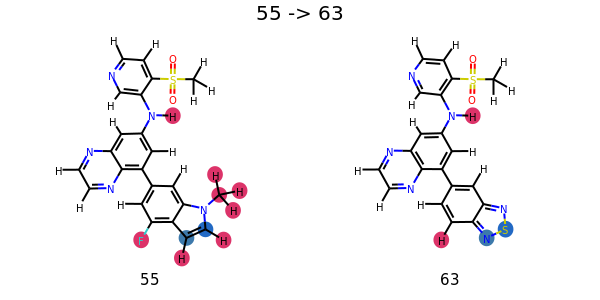 55 -> 63
H H H H
N O O
S H H
H O H H
H N H H N H
N H N H
H H H H
N N
H H H H H
H H
H H N N
S
F H H N
H
55 63